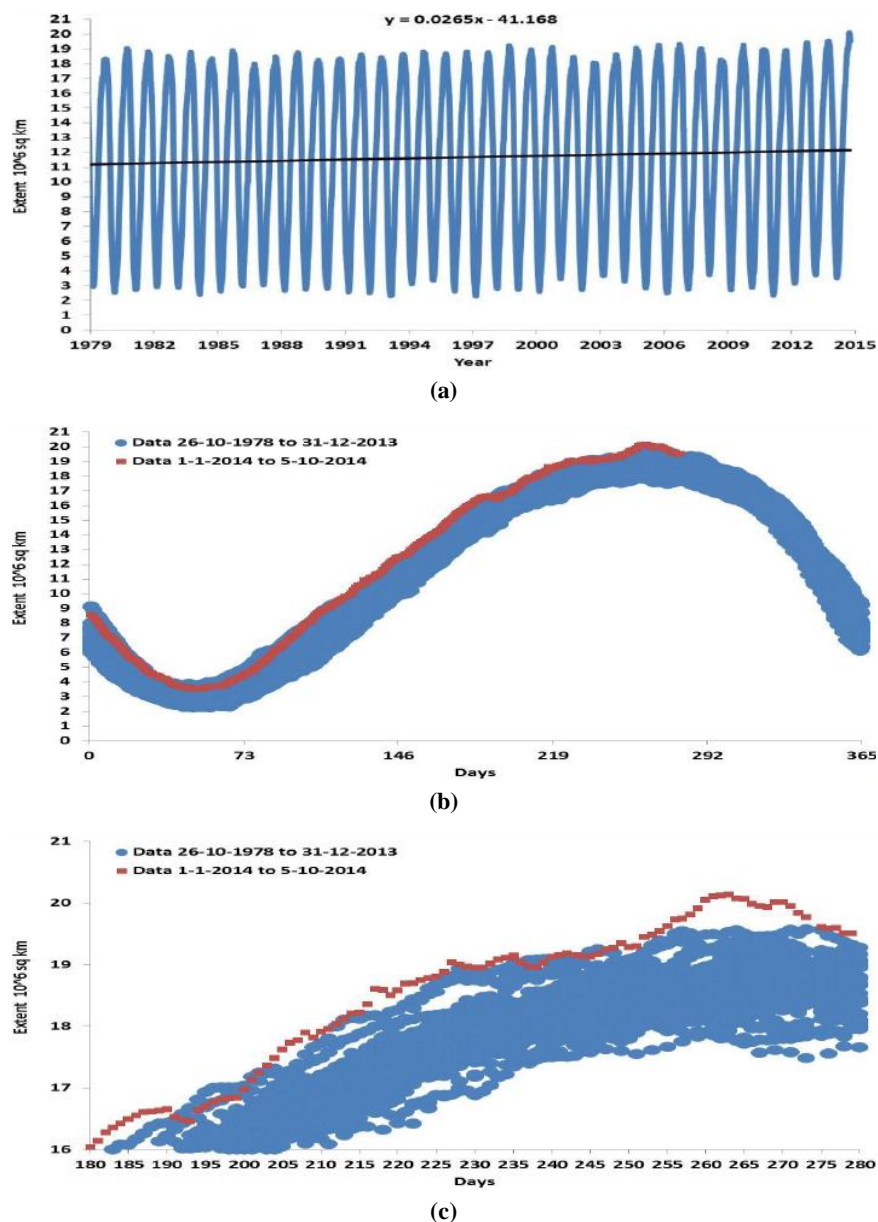 y = 0.0265x - 41.168
21
20
19
18
17
16
15
14
13
12
11
10
9
8
7
6
5
4
3
2
1
0
Extent 10^6 sq km
1979 1982 1985 1988 1991 1994 1997 2000 2003 2006 2009 2012 2015
Year
(a)
21
20
19
18
17
16
15
14
13
12
11
10
9
8
7
6
5
4
3
2
1
0
Extent 10^6 sq km
Data 26-10-1978 to 31-12-2013
Data 1-1-2014 to 5-10-2014
0 73 146 219 292 365
Days
(b)
21
20
19
18
17
16
Extent 10^6 sq km
Data 26-10-1978 to 31-12-2013
Data 1-1-2014 to 5-10-2014
180 185 190 195 200 205 210 215 220 225 230 235 240 245 250 255 260 265 270 275 280
Days
(c)